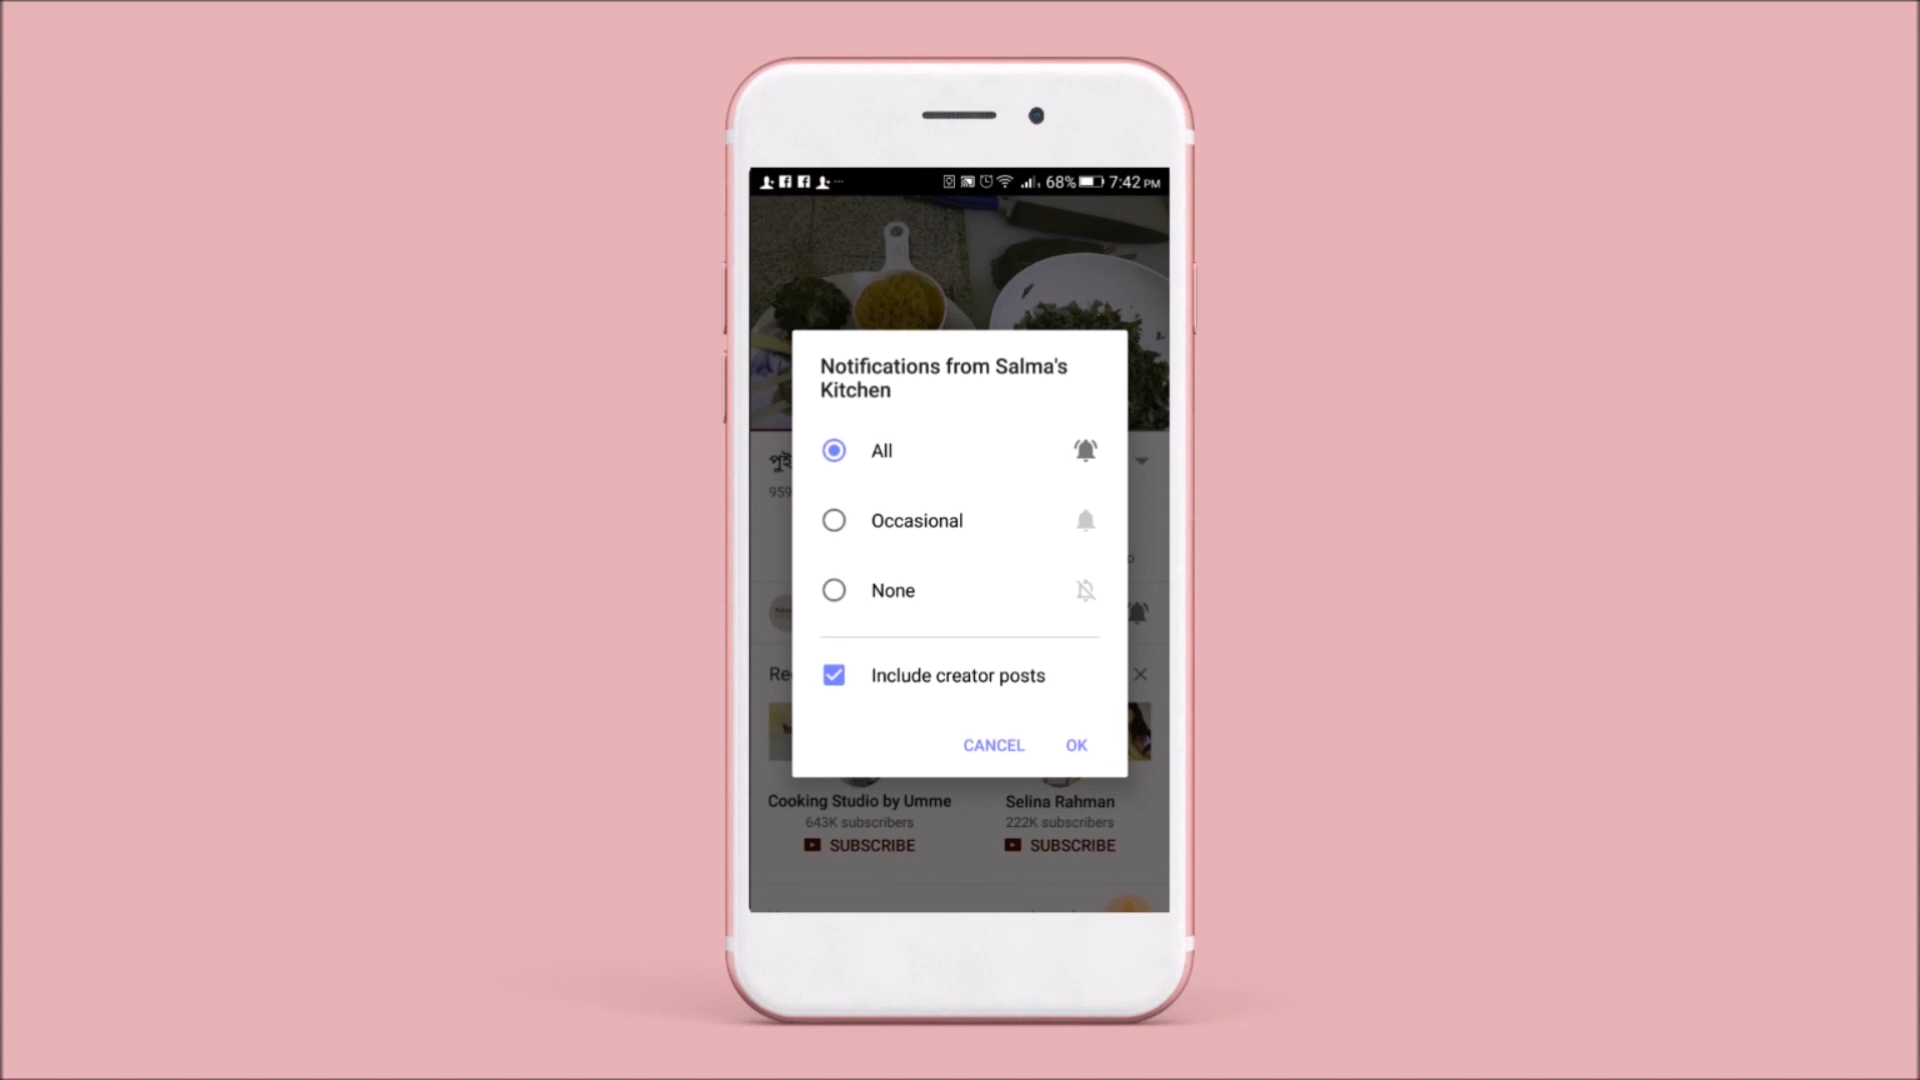 68% 7:42 PM
Notifications from Salma's
Kitchen
All
Occasional
None
Include creator posts
CANCEL OK
Cooking Studio by Umme Selina Rahman
643K subscribers 222K subscribers
SUBSCRIBE SUBSCRIBE